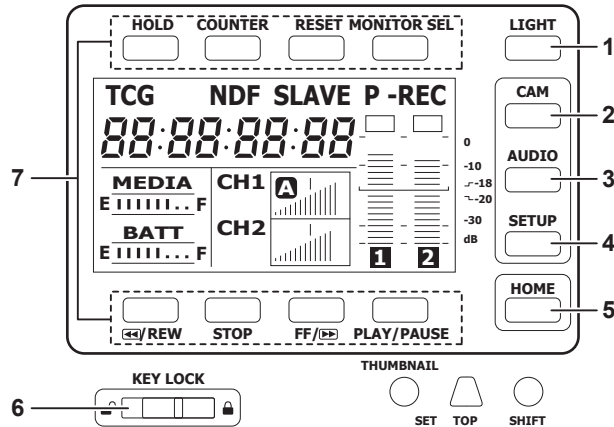 HOLD COUNTER RESET MONITOR SEL LIGHT
1
TCG NDF SLAVE P -REC
CAM
2
88:88:88:88
0
-10
-18
-20
-30
dB
7
AUDIO
3
MEDIA
E F
CH1 A
BATT
E F
CH2
1 2
SETUP
4
HOME
5
/REW STOP FF/ PLAY/PAUSE
KEY LOCK
6
THUMBNAIL
SET TOP SHIFT